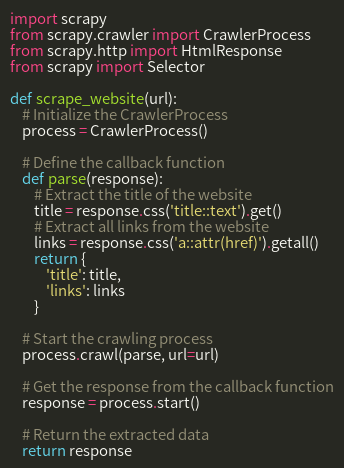 import scrapy
from scrapy.crawler import CrawlerProcess
from scrapy.http import HtmlResponse
from scrapy import Selector

def scrape_website(url):
    # Initialize the CrawlerProcess
    process = CrawlerProcess()

    # Define the callback function
    def parse(response):
        # Extract the title of the website
        title = response.css('title::text').get()
        # Extract all links from the website
        links = response.css('a::attr(href)').getall()
        return {
            'title': title,
            'links': links
        }

    # Start the crawling process
    process.crawl(parse, url=url)

    # Get the response from the callback function
    response = process.start()

    # Return the extracted data
    return response